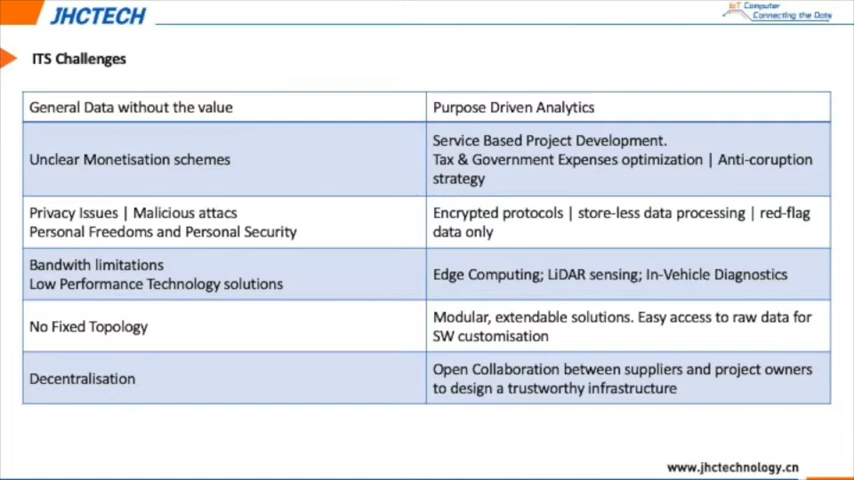 JHCTECH
IoT Computer
Connecting the Data
ITS Challenges
General Data without the value
Purpose Driven Analytics
Unclear Monetisation schemes
Service Based Project Development.
Tax & Government Expenses optimization | Anti-coruption
strategy
Privacy Issues | Malicious attacs
Personal Freedoms and Personal Security
Encrypted protocols | store-less data processing | red-flag
data only
Bandwith limitations
Low Performance Technology solutions
Edge Computing; LiDAR sensing; In-Vehicle Diagnostics
No Fixed Topology
Modular, extendable solutions. Easy access to raw data for
SW customisation
Decentralisation
Open Collaboration between suppliers and project owners
to design a trustworthy infrastructure
www.jhctechnology.cn